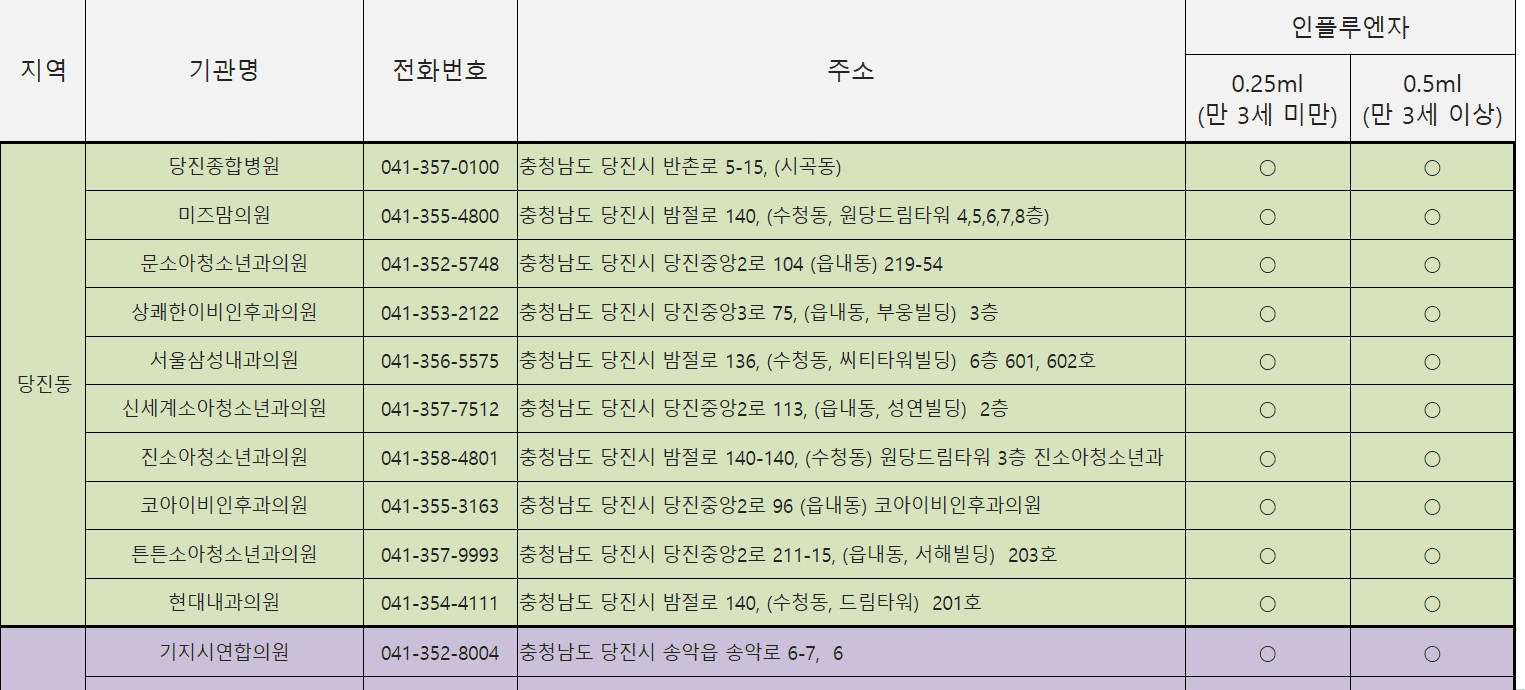 지역 기관명 전화번호 주소 인플루엔자
0.25ml (만 3세 미만) 0.5ml (만 3세 이상)
당진동
당진종합병원 041-357-0100 충청남도 당진시 반촌로 5-15, (시곡동) ○ ○
미즈맘의원 041-355-4800 충청남도 당진시 밤절로 140, (수청동, 원당드림타워 4,5,6,7,8층) ○ ○
문소아청소년과의원 041-352-5748 충청남도 당진시 당진중앙2로 104 (읍내동) 219-54 ○ ○
상쾌한이비인후과의원 041-353-2122 충청남도 당진시 당진중앙3로 75, (읍내동, 부웅빌딩) 3층 ○ ○
서울삼성내과의원 041-356-5575 충청남도 당진시 밤절로 136, (수청동, 씨티타워빌딩) 6층 601, 602호 ○ ○
신세계소아청소년과의원 041-357-7512 충청남도 당진시 당진중앙2로 113, (읍내동, 성연빌딩) 2층 ○ ○
진소아청소년과의원 041-358-4801 충청남도 당진시 밤절로 140-140, (수청동) 원당드림타워 3층 진소아청소년과 ○ ○
코아이비인후과의원 041-355-3163 충청남도 당진시 당진중앙2로 96 (읍내동) 코아이비인후과의원 ○ ○
튼튼소아청소년과의원 041-357-9993 충청남도 당진시 당진중앙2로 211-15, (읍내동, 서해빌딩) 203호 ○ ○
현대내과의원 041-354-4111 충청남도 당진시 밤절로 140, (수청동, 드림타워) 201호 ○ ○
기지시연합의원 041-352-8004 충청남도 당진시 송악읍 송악로 6-7, 6 ○ ○